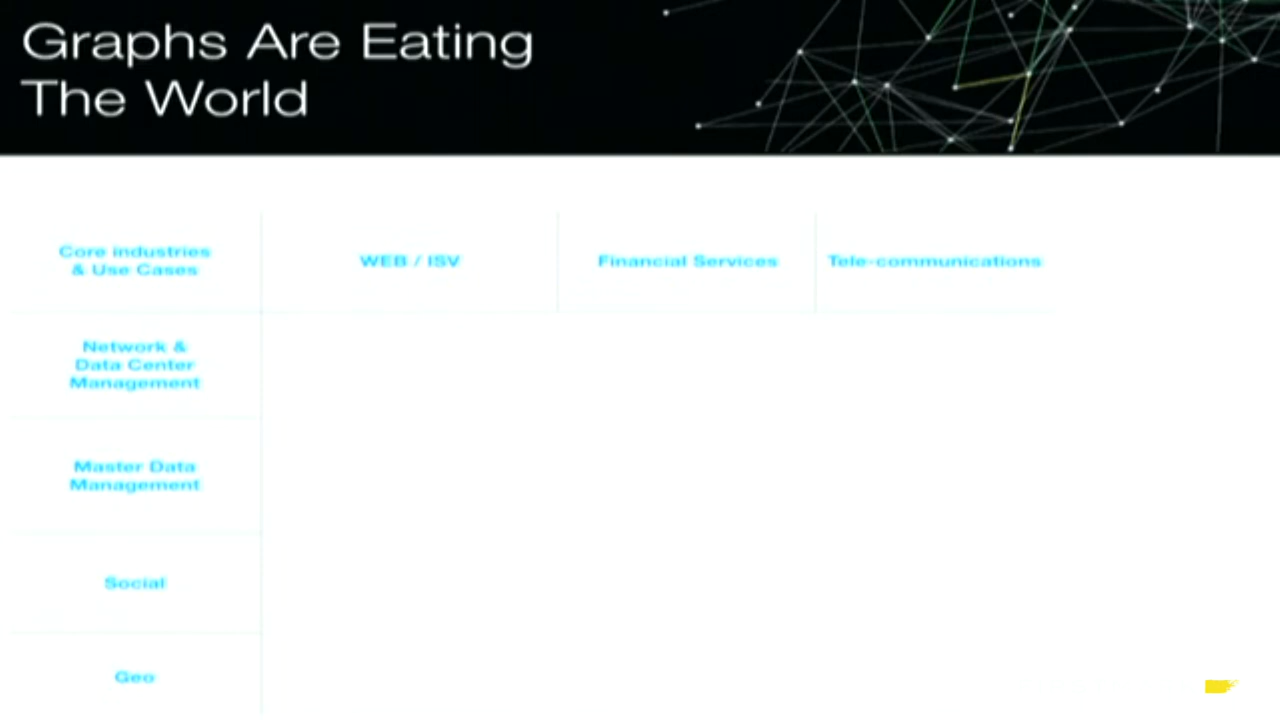 Graphs Are Eating
The World
Core industries
& Use Cases
WEB / ISV
Financial Services
Tele-communications
Network &
Data Center
Management
Master Data
Management
Social
Geo